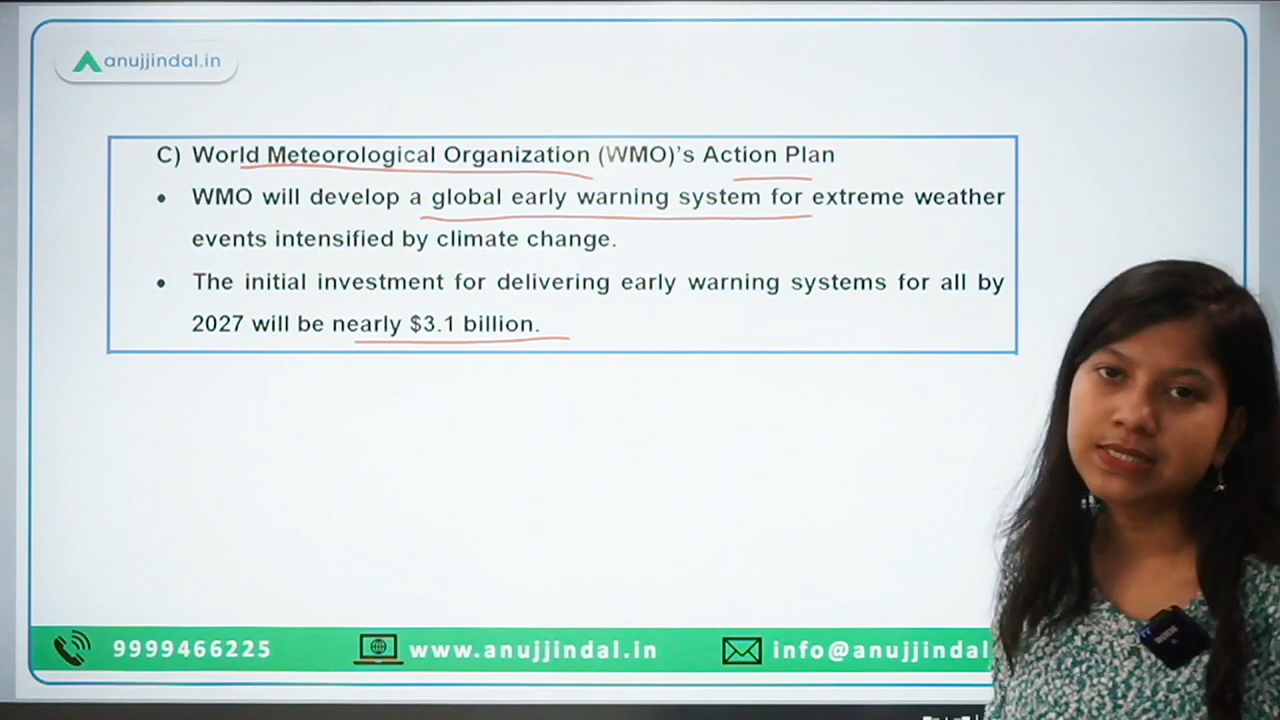 anujjindal.in
C) World Meteorological Organization (WMO)'s Action Plan
• WMO will develop a global early warning system for extreme weather
events intensified by climate change.
• The initial investment for delivering early warning systems for all by
2027 will be nearly $3.1 billion.
9999466225 www.anujjindal.in info@anujjindal